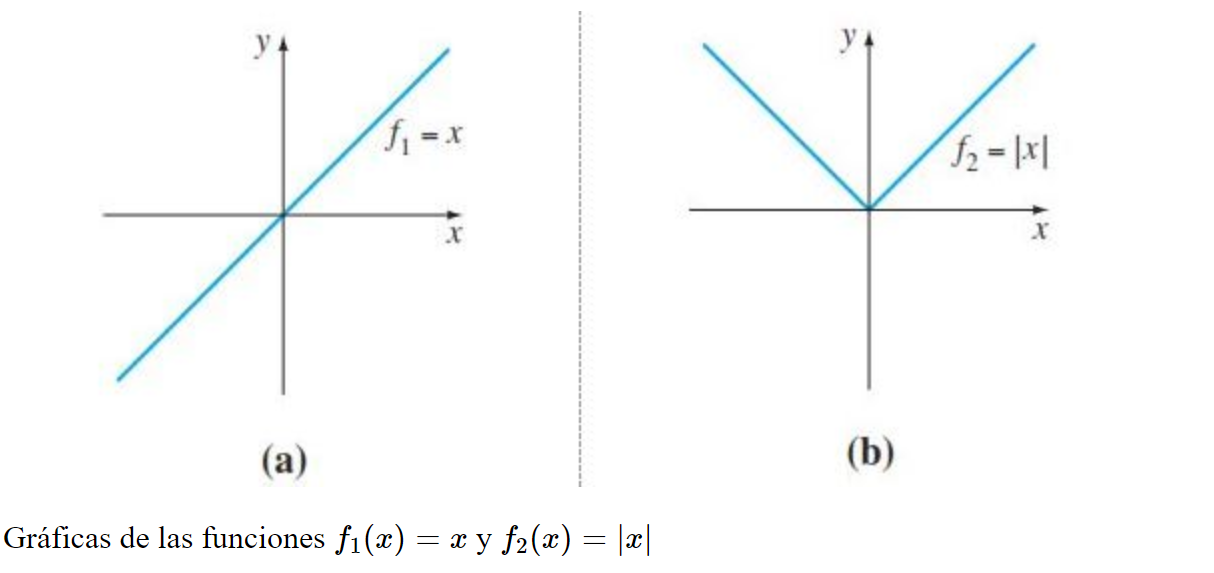 y
f₁ = x
x
(a)
y
f₂ = |x|
x
(b)
Gráficas de las funciones f₁(x) = x y f₂(x) = |x|